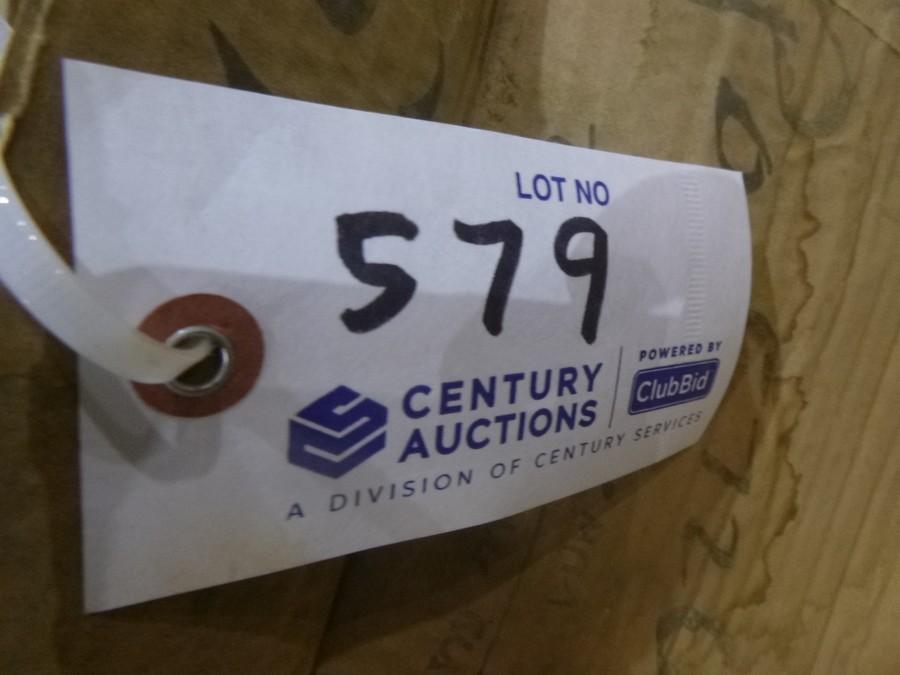 LOT NO
579
CENTURY
AUCTIONS
POWERED BY
ClubBid
A DIVISION OF CENTURY SERVICES